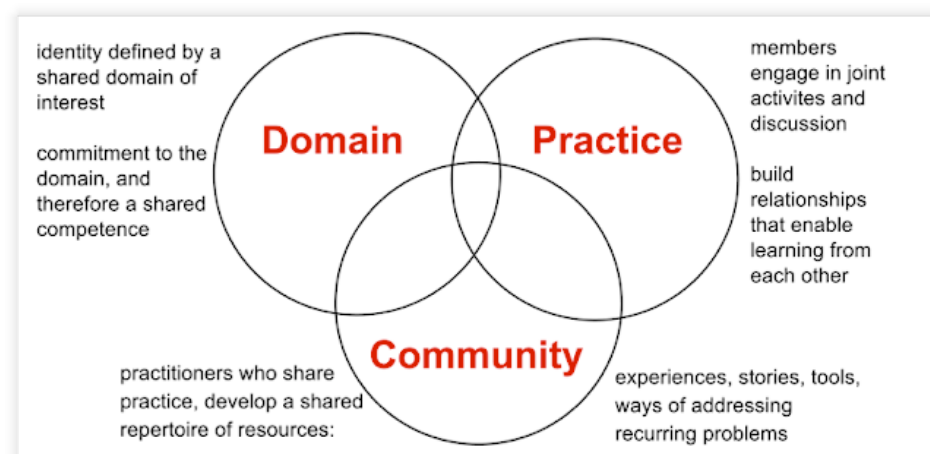 identity defined by a
shared domain of
interest
commitment to the
domain, and
therefore a shared
competence
Domain
Practice
members
engage in joint
activites and
discussion
build
relationships
that enable
learning from
each other
Community
practitioners who share
practice, develop a shared
repertoire of resources:
experiences, stories, tools,
ways of addressing
recurring problems